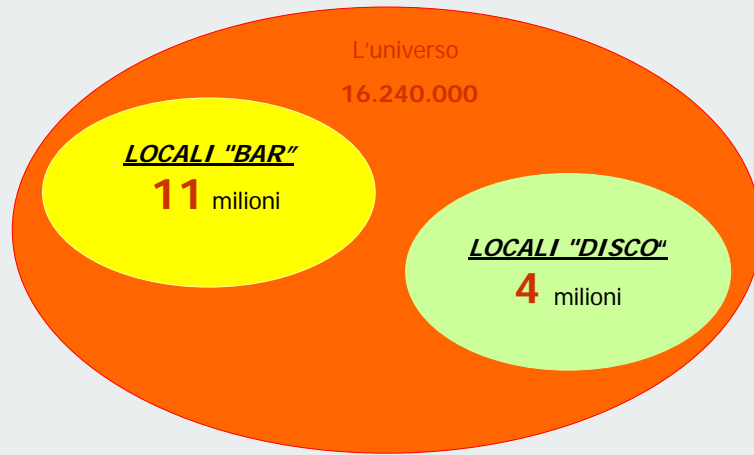 L'universo
16.240.000
LOCALI "BAR"
11 milioni
LOCALI "DISCO“
4 milioni